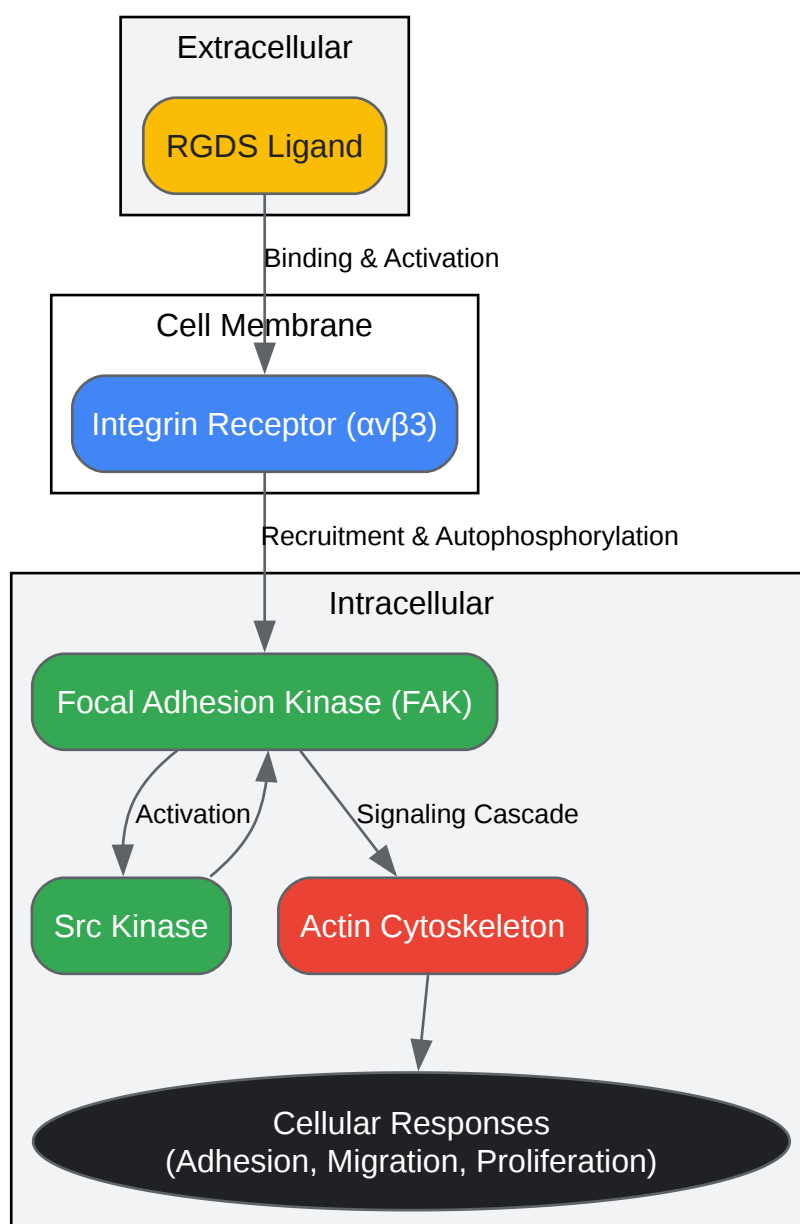 Extracellular
RGDS Ligand
Binding & Activation
Cell Membrane
Integrin Receptor (αvβ3)
Recruitment & Autophosphorylation
Intracellular
Focal Adhesion Kinase (FAK)
Activation
Signaling Cascade
Src Kinase
Actin Cytoskeleton
Cellular Responses
(Adhesion, Migration, Proliferation)